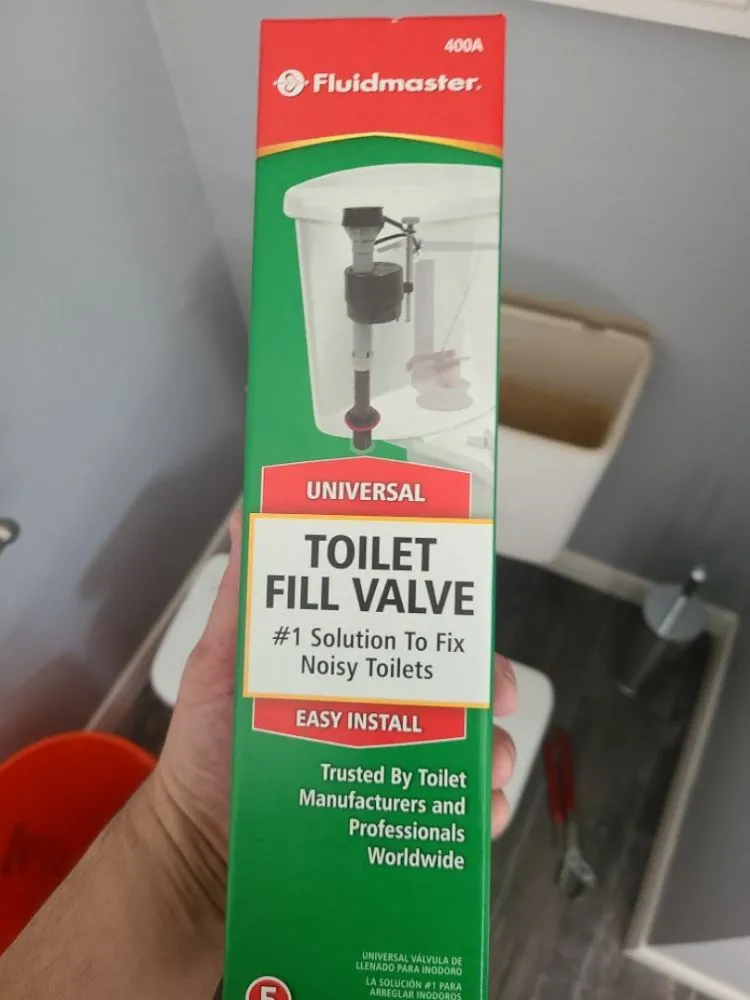 400A
Fluidmaster.
UNIVERSAL
TOILET
FILL VALVE
#1 Solution To Fix
Noisy Toilets
EASY INSTALL
Trusted By Toilet
Manufacturers and
Professionals
Worldwide
UNIVERSAL VÁLVULA DE
LLENADO PARA INODORO
LA SOLUCIÓN #1 PARA
ARREGLAR INODOROS
5